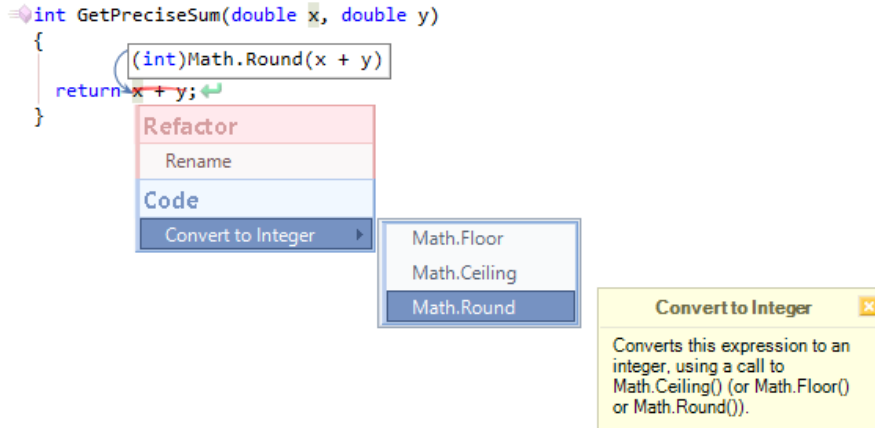 int GetPreciseSum(double x, double y)
{
(int)Math.Round(x + y)
return x + y;
}
Refactor
Rename
Code
Convert to Integer
Math.Floor
Math.Ceiling
Math.Round
Convert to Integer
Converts this expression to an
integer, using a call to
Math.Ceiling() (or Math.Floor()
or Math.Round()).